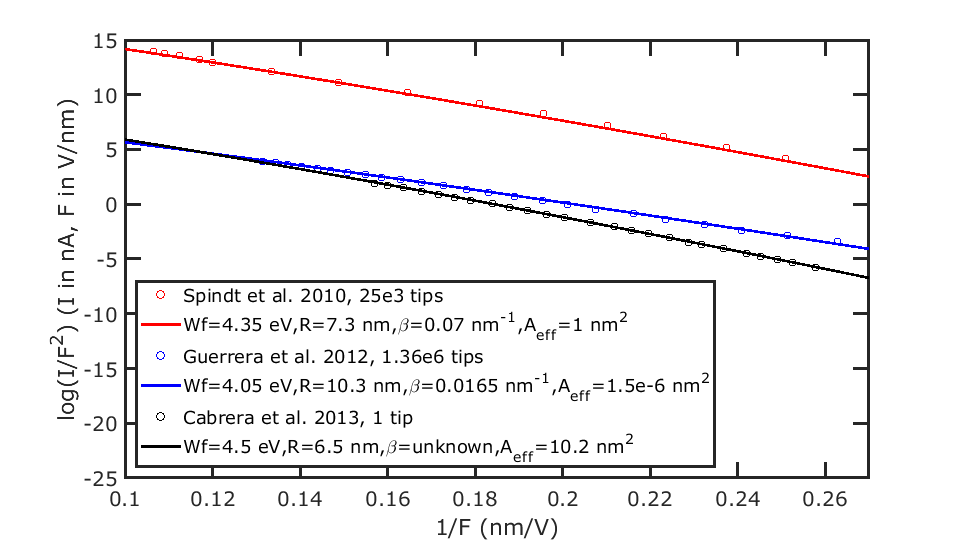 15
10
5
0
-5
-10
-15
-20
-25
log(I/F²) (I in nA, F in V/nm)
Spindt et al. 2010, 25e3 tips
Wf=4.35 eV,R=7.3 nm,β=0.07 nm⁻¹,A_eff=1 nm²
Guerrera et al. 2012, 1.36e6 tips
Wf=4.05 eV,R=10.3 nm,β=0.0165 nm⁻¹,A_eff=1.5e-6 nm²
Cabrera et al. 2013, 1 tip
Wf=4.5 eV,R=6.5 nm,β=unknown,A_eff=10.2 nm²
0.1 0.12 0.14 0.16 0.18 0.2 0.22 0.24 0.26
1/F (nm/V)